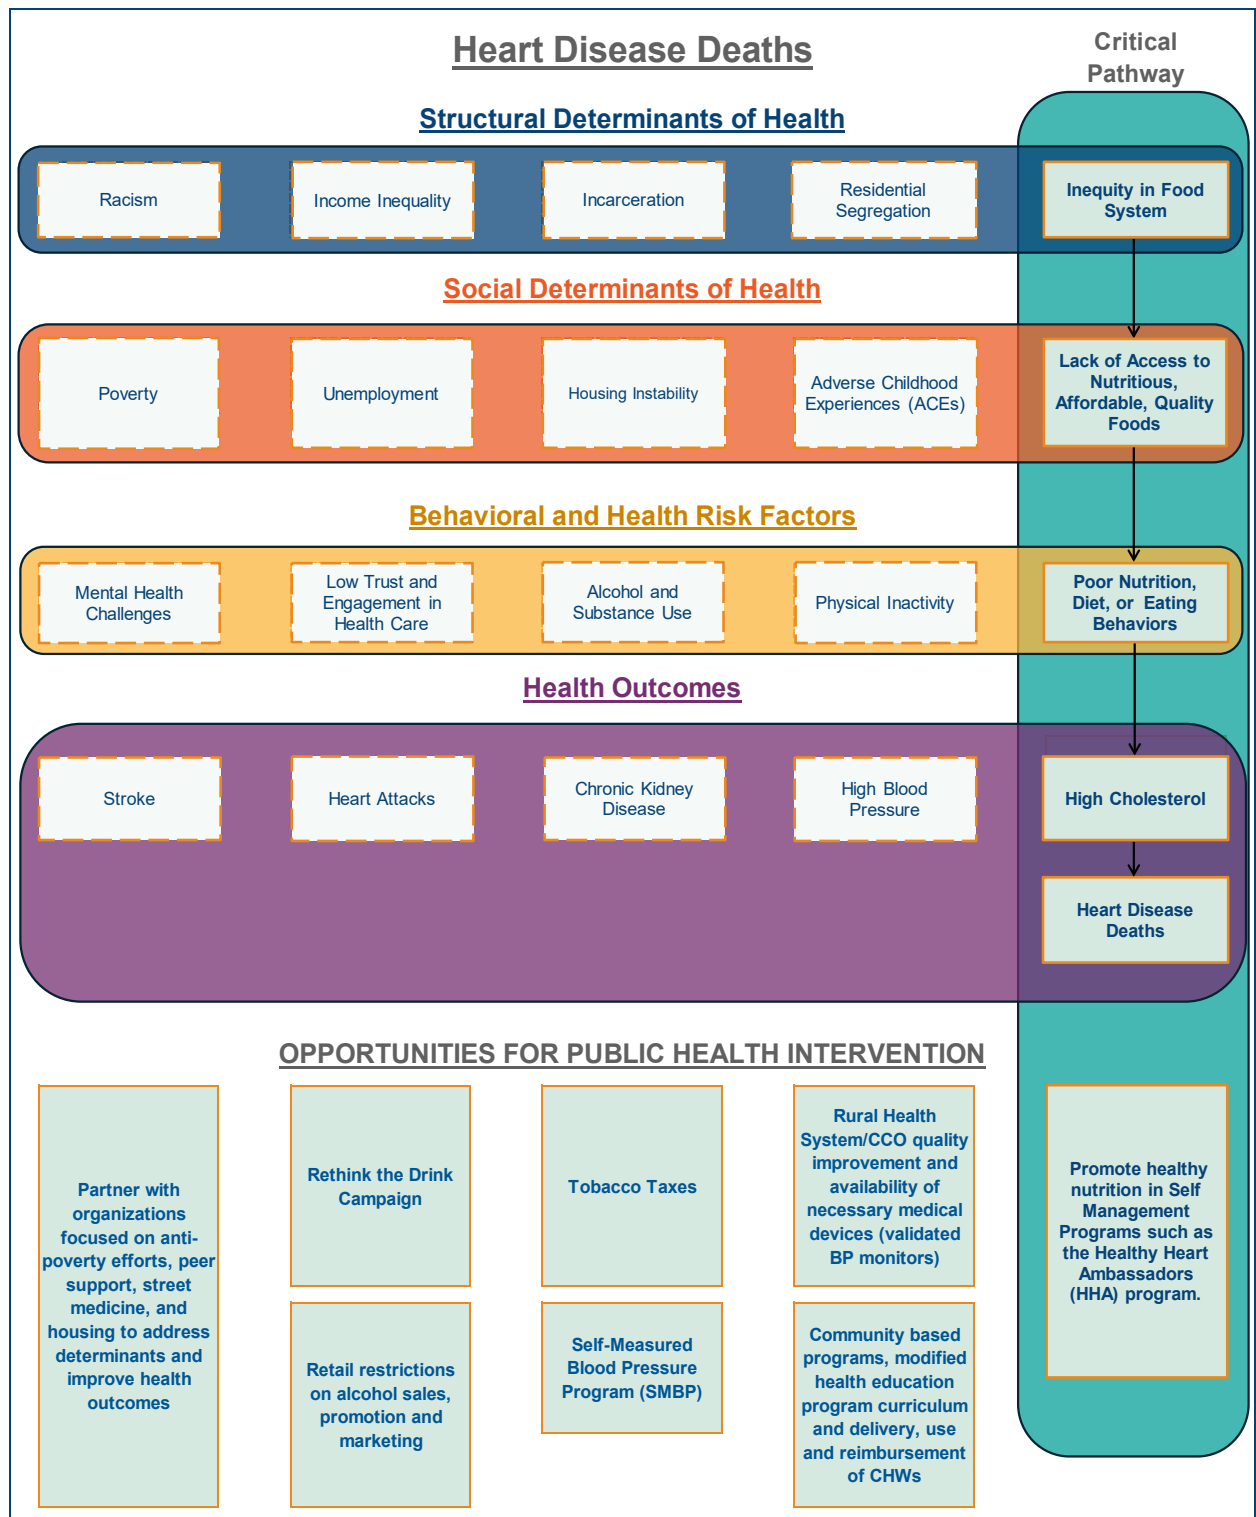 Heart Disease Deaths
Critical
Pathway
Structural Determinants of Health
Racism
Income Inequality
Incarceration
Residential
Segregation
Inequity in Food
System
Social Determinants of Health
Poverty
Unemployment
Housing Instability
Adverse Childhood
Experiences (ACEs)
Lack of Access to
Nutritious,
Affordable, Quality
Foods
Behavioral and Health Risk Factors
Mental Health
Challenges
Low Trust and
Engagement in
Health Care
Alcohol and
Substance Use
Physical Inactivity
Poor Nutrition,
Diet, or Eating
Behaviors
Health Outcomes
Stroke
Heart Attacks
Chronic Kidney
Disease
High Blood
Pressure
High Cholesterol
Heart Disease
Deaths
OPPORTUNITIES FOR PUBLIC HEALTH INTERVENTION
Partner with
organizations
focused on anti-
poverty efforts, peer
support, street
medicine, and
housing to address
determinants and
improve health
outcomes
Rethink the Drink
Campaign
Retail restrictions
on alcohol sales,
promotion and
marketing
Tobacco Taxes
Self-Measured
Blood Pressure
Program (SMBP)
Rural Health
System/CCO quality
improvement and
availability of
necessary medical
devices (validated
BP monitors)
Community based
programs, modified
health education
program curriculum
and delivery, use
and reimbursement
of CHWs
Promote healthy
nutrition in Self
Management
Programs such as
the Healthy Heart
Ambassadors
(HHA) program.